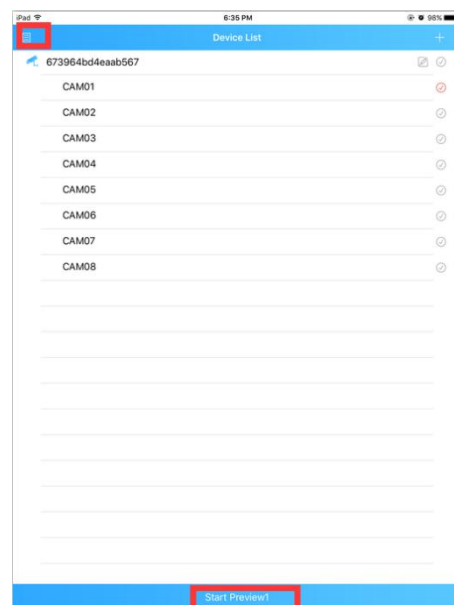 iPad 6:35 PM 98%
Device List
673964bd4eaab567
CAM01
CAM02
CAM03
CAM04
CAM05
CAM06
CAM07
CAM08
Start Preview1